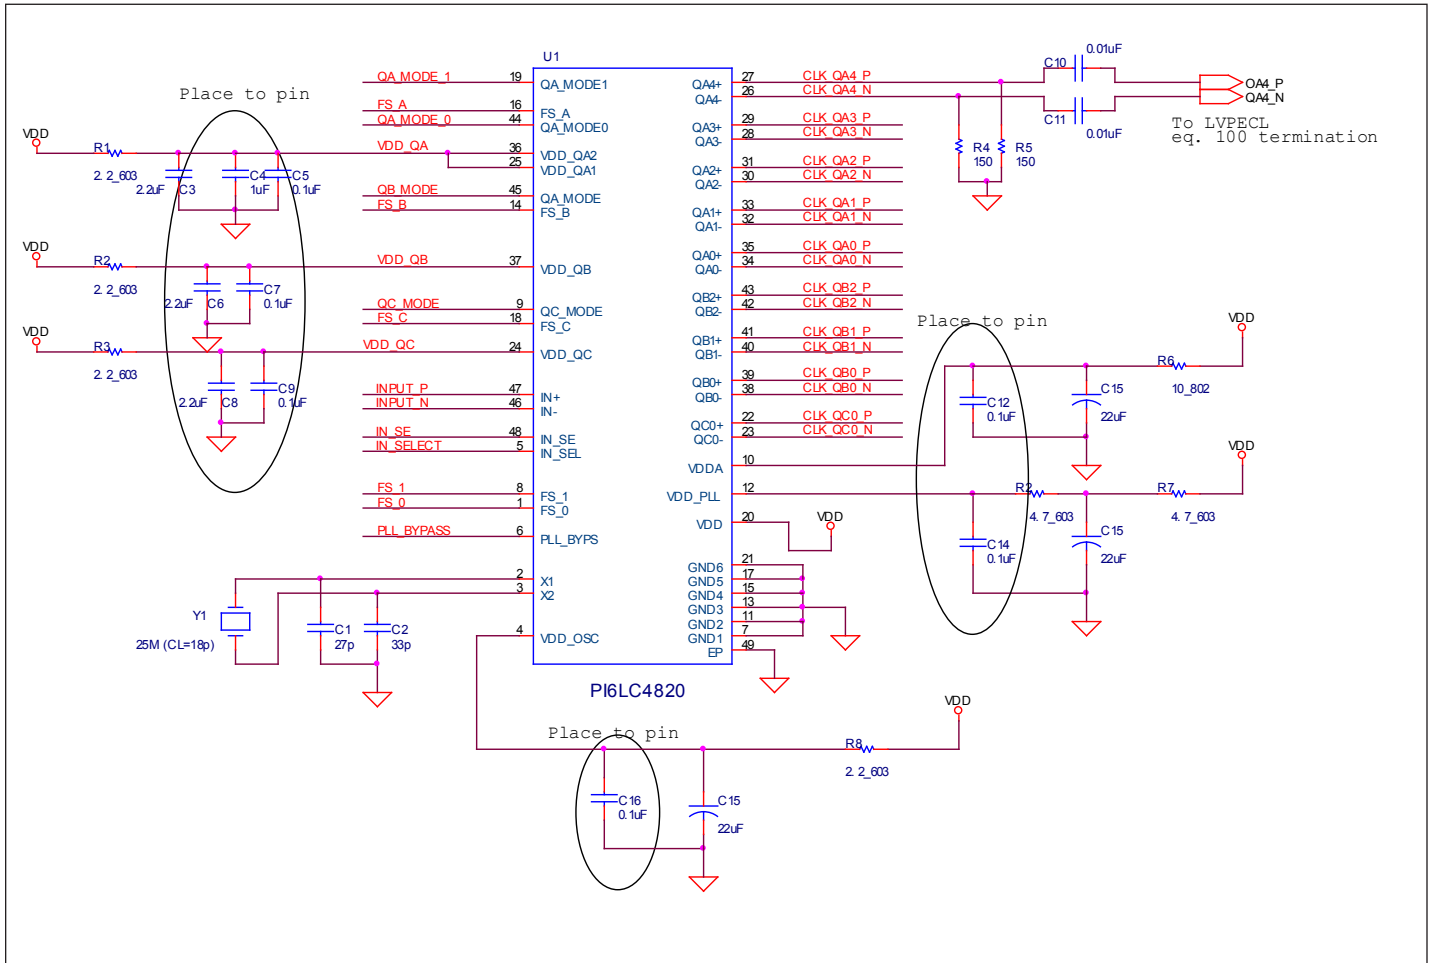 U1
PI6LC4820
Place to pin
VDD
R1
2.2_603
2.2uF
C3
C4
1uF
C5
0.1uF
VDD
R2
2.2_603
2.2uF
C6
C7
0.1uF
VDD
R3
2.2_603
2.2uF
C8
C9
0.1uF
QA_MODE_1 19 QA_MODE1
FS_A 16 FS_A
QA_MODE_0 44 QA_MODE0
VDD_QA 36 VDD_QA2
25 VDD_QA1
QB_MODE 45 QA_MODE
FS_B 14 FS_B
VDD_QB 37 VDD_QB
QC_MODE 9 QC_MODE
FS_C 18 FS_C
VDD_QC 24 VDD_QC
INPUT_P 47 IN+
INPUT_N 46 IN-
IN_SE 48 IN_SE
IN_SELECT 5 IN_SEL
FS_1 8 FS_1
FS_0 1 FS_0
PLL_BYPASS 6 PLL_BYPS
2 X1
3 X2
4 VDD_OSC
Y1
25M (CL=18p)
C1
27p
C2
33p
QA4+ 27 CLK_QA4_P
QA4- 26 CLK_QA4_N
QA3+ 29 CLK_QA3_P
QA3- 28 CLK_QA3_N
QA2+ 31 CLK_QA2_P
QA2- 30 CLK_QA2_N
QA1+ 33 CLK_QA1_P
QA1- 32 CLK_QA1_N
QA0+ 35 CLK_QA0_P
QA0- 34 CLK_QA0_N
QB2+ 43 CLK_QB2_P
QB2- 42 CLK_QB2_N
QB1+ 41 CLK_QB1_P
QB1- 40 CLK_QB1_N
QB0+ 39 CLK_QB0_P
QB0- 38 CLK_QB0_N
QC0+ 22 CLK_QC0_P
QC0- 23 CLK_QC0_N
VDDA 10
VDD_PLL 12
VDD 20
VDD
GND6 21
GND5 17
GND4 15
GND3 13
GND2 11
GND1 7
EP 49
0.01uF
C10
C11
0.01uF
QA4_P
QA4_N
To LVPECL
eq. 100 termination
R4
150
R5
150
Place to pin
VDD
R6
10_802
C12
0.1uF
C15
22uF
VDD
R2
4.7_603
R7
4.7_603
C14
0.1uF
C15
22uF
Place to pin
VDD
R8
2.2_603
C16
0.1uF
C15
22uF